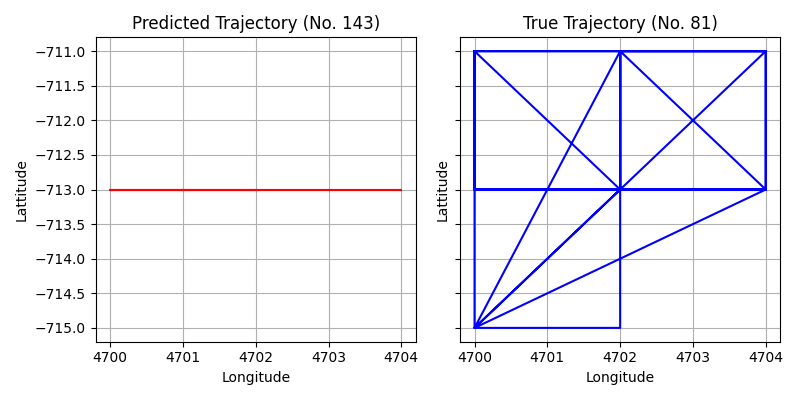 Predicted Trajectory (No. 143)
True Trajectory (No. 81)
Lattitude
−711.0
−711.5
−712.0
−712.5
−713.0
−713.5
−714.0
−714.5
−715.0
4700 4701 4702 4703 4704
Longitude
Lattitude
4700 4701 4702 4703 4704
Longitude